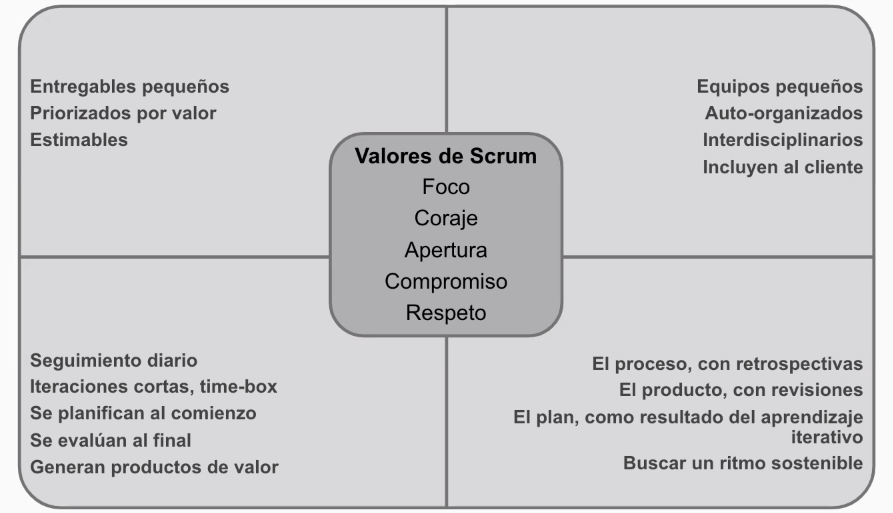 Entregables pequeños
Priorizados por valor
Estimables
Equipos pequeños
Auto-organizados
Interdisciplinarios
Incluyen al cliente
Valores de Scrum
Foco
Coraje
Apertura
Compromiso
Respeto
Seguimiento diario
Iteraciones cortas, time-box
Se planifican al comienzo
Se evalúan al final
Generan productos de valor
El proceso, con retrospectivas
El producto, con revisiones
El plan, como resultado del aprendizaje
iterativo
Buscar un ritmo sostenible